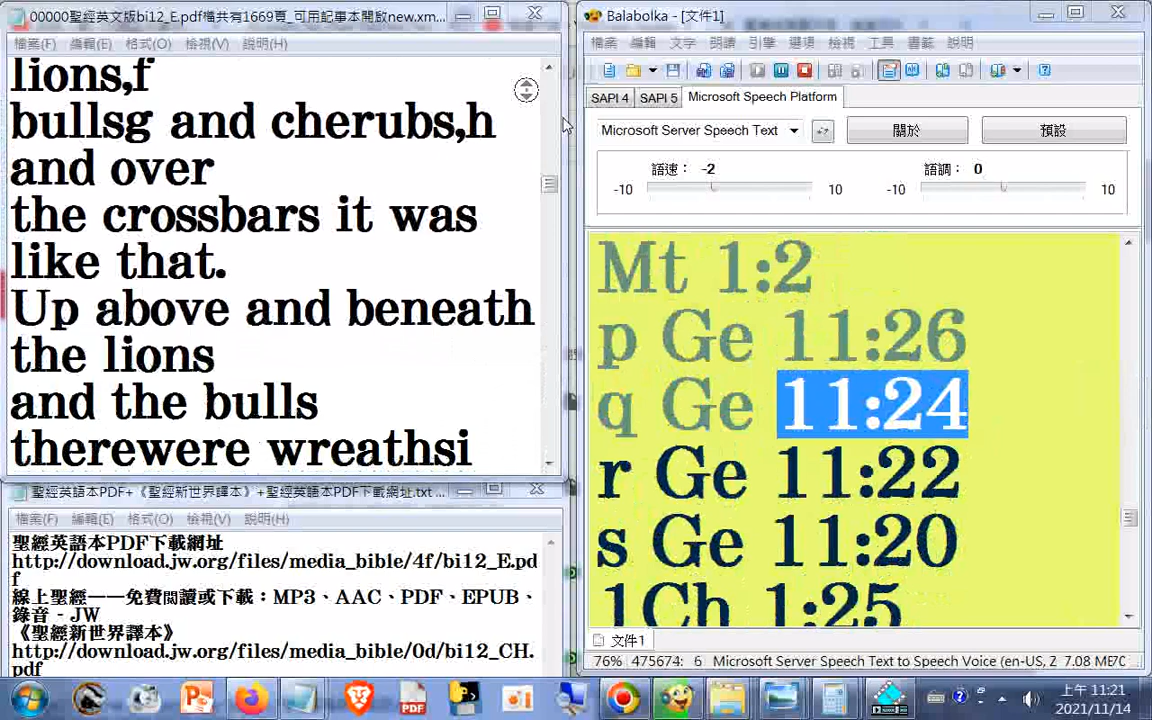 00000聖經英文版bi12_E.pdf檔共有1669頁_可用記事本開啟new.xm...
檔案(F) 編輯(E) 格式(O) 檢視(V) 說明(H)
lions,f
bullsg and cherubs,h
and over
the crossbars it was
like that.
Up above and beneath
the lions
and the bulls
therewere wreathsi
聖經英語本PDF+《聖經新世界譯本》+聖經英語本PDF下載網址.txt ...
檔案(F) 編輯(E) 格式(O) 檢視(V) 說明(H)
聖經英語本PDF下載網址
http://download.jw.org/files/media_bible/4f/bi12_E.pd
f
線上聖經——免費閱讀或下載：MP3、AAC、PDF、EPUB、
錄音 - JW
《聖經新世界譯本》
http://download.jw.org/files/media_bible/0d/bi12_CH.
pdf
Balabolka - [文件1]
檔案 編輯 文字 朗讀 引擎 選項 檢視 工具 書籤 說明
SAPI 4 SAPI 5 Microsoft Speech Platform
Microsoft Server Speech Text 關於 預設
語速： -2 語調： 0
-10 10 -10 10
Mt 1:2
p Ge 11:26
q Ge 11:24
r Ge 11:22
s Ge 11:20
1Ch 1:25
文件1
76% 475674: 6 Microsoft Server Speech Text to Speech Voice (en-US, Z 7.08 ME
PDF
上午 11:21
2021/11/14